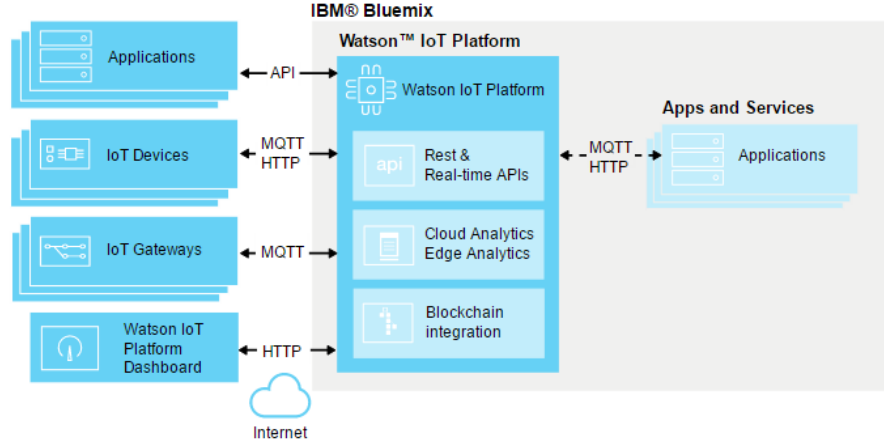 IBM® Bluemix
Watson™ IoT Platform
Applications
API
Watson IoT Platform
Apps and Services
IoT Devices
MQTT
HTTP
api
Rest &
Real-time APIs
MQTT
HTTP
Applications
IoT Gateways
MQTT
Cloud Analytics
Edge Analytics
Watson IoT
Platform
Dashboard
HTTP
Blockchain
integration
Internet